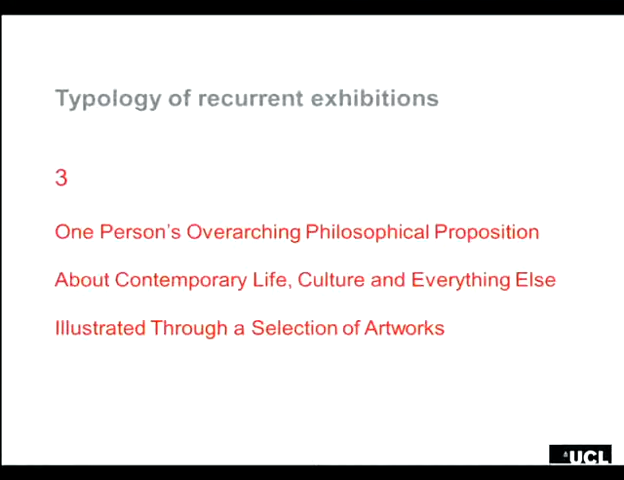 Typology of recurrent exhibitions
3
One Person's Overarching Philosophical Proposition
About Contemporary Life, Culture and Everything Else
Illustrated Through a Selection of Artworks
UCL